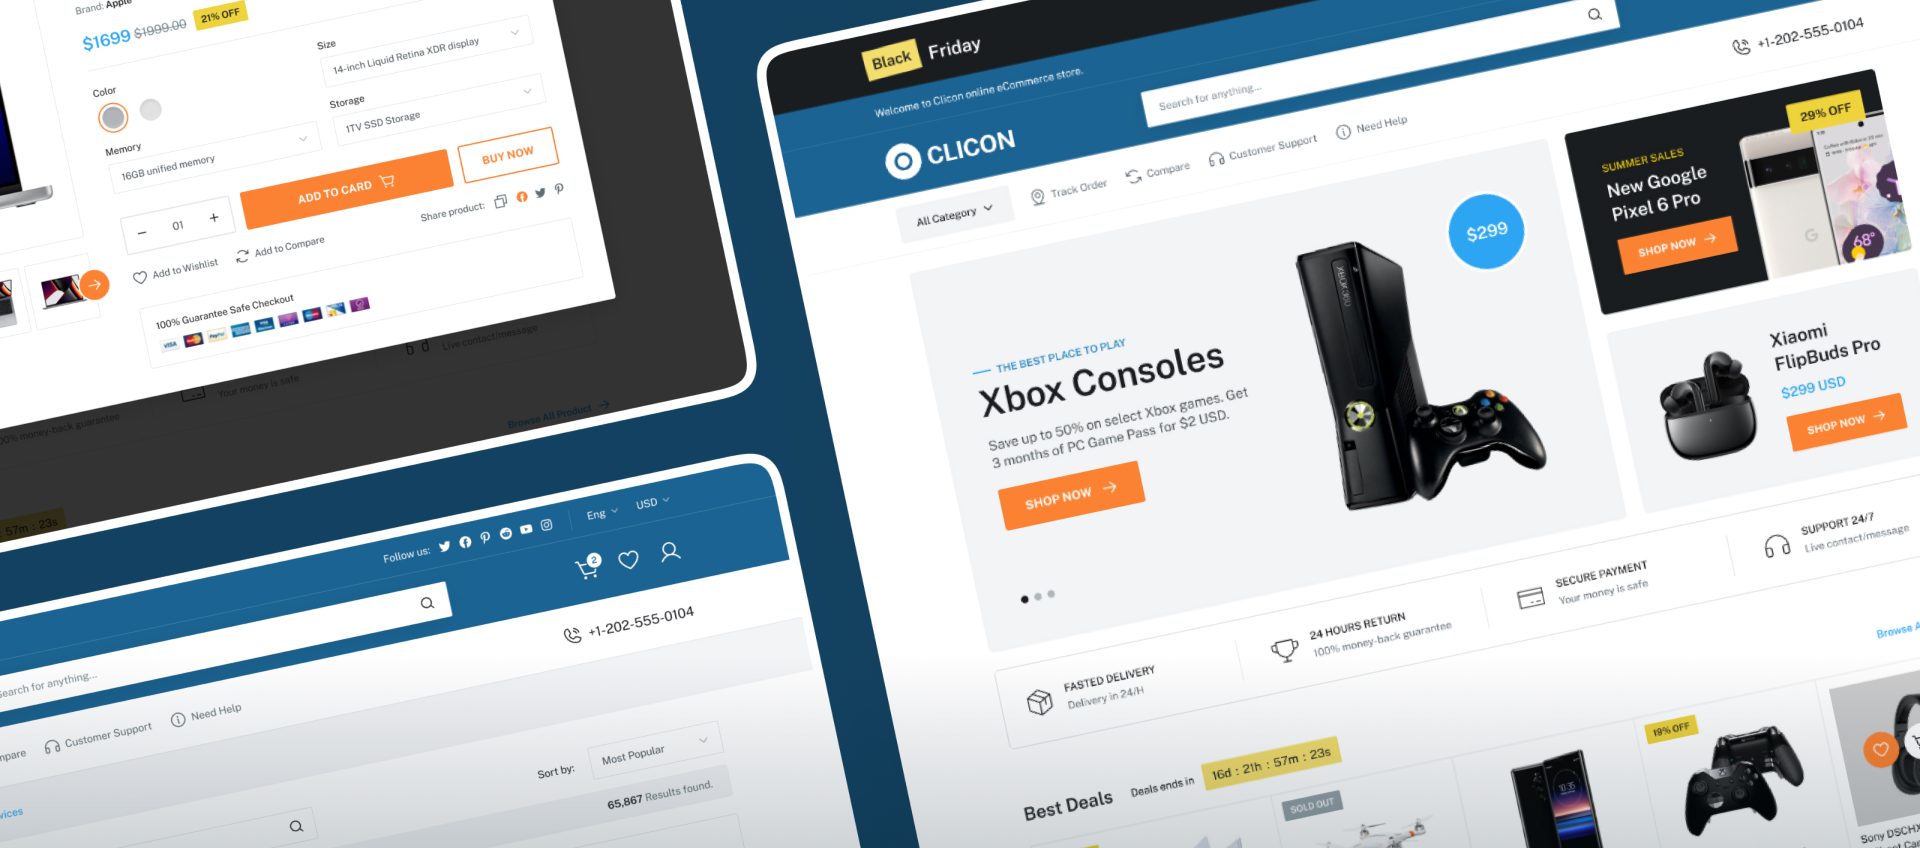 Brand: Apple
$1699 $1999.00 21% OFF
Color
Size
14-inch Liquid Retina XDR display
Memory
16GB unified memory
Storage
1TV SSD Storage
01
ADD TO CARD
BUY NOW
Add to Wishlist
Add to Compare
Share product:
100% Guarantee Safe Checkout
Your money is safe
Live contact/message
money-back guarantee
Browse All Product
57m : 23s
Follow us:
Eng
USD
2
Search for anything...
+1-202-555-0104
Customer Support
Need Help
Sort by:
Most Popular
65,867 Results found.
Black Friday
Welcome to Clicon online eCommerce store.
CLICON
Search for anything...
All Category
Track Order
Compare
Customer Support
Need Help
+1-202-555-0104
THE BEST PLACE TO PLAY
Xbox Consoles
Save up to 50% on select Xbox games. Get
3 months of PC Game Pass for $2 USD.
SHOP NOW
$299
XBOX 360
29% OFF
SUMMER SALES
New Google
Pixel 6 Pro
SHOP NOW
68°
Xiaomi
FlipBuds Pro
$299 USD
SHOP NOW
FASTED DELIVERY
Delivery in 24/H
24 HOURS RETURN
100% money-back guarantee
SECURE PAYMENT
Your money is safe
SUPPORT 24/7
Live contact/message
Best Deals
Deals ends in
16d : 21h : 57m : 23s
Browse
SOLD OUT
10:35
19% OFF
Sony DSCHX